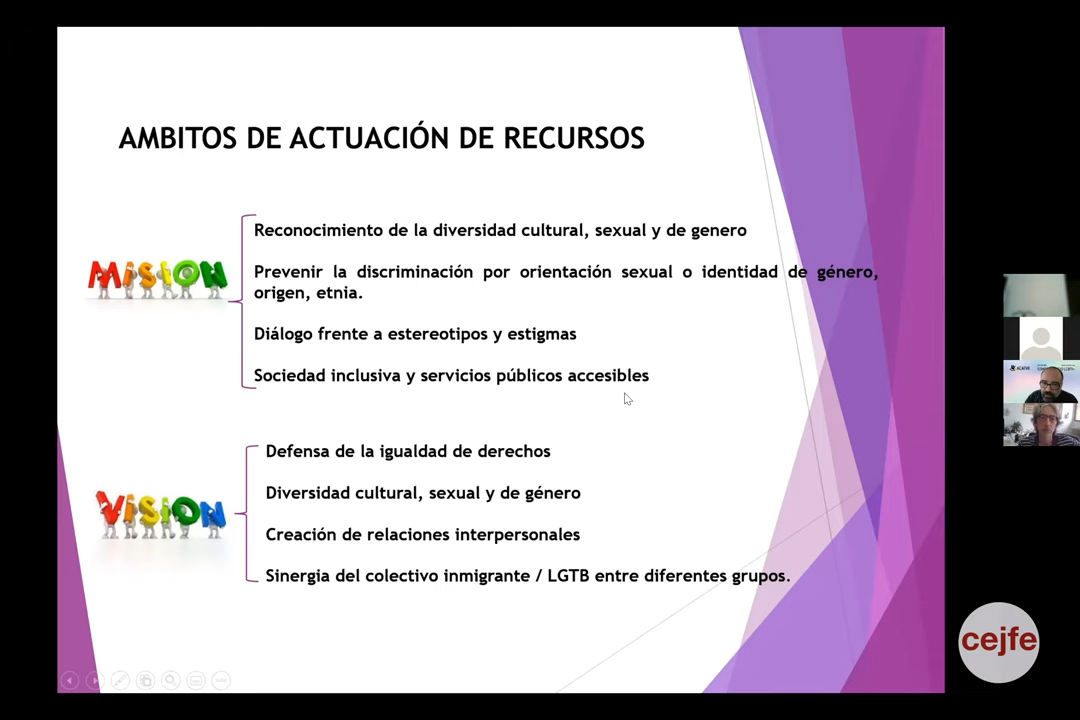 AMBITOS DE ACTUACIÓN DE RECURSOS
MISION
Reconocimiento de la diversidad cultural, sexual y de genero
Prevenir la discriminación por orientación sexual o identidad de género,
origen, etnia.
Diálogo frente a estereotipos y estigmas
Sociedad inclusiva y servicios públicos accesibles
VISION
Defensa de la igualdad de derechos
Diversidad cultural, sexual y de género
Creación de relaciones interpersonales
Sinergia del colectivo inmigrante / LGTB entre diferentes grupos.
cejfe